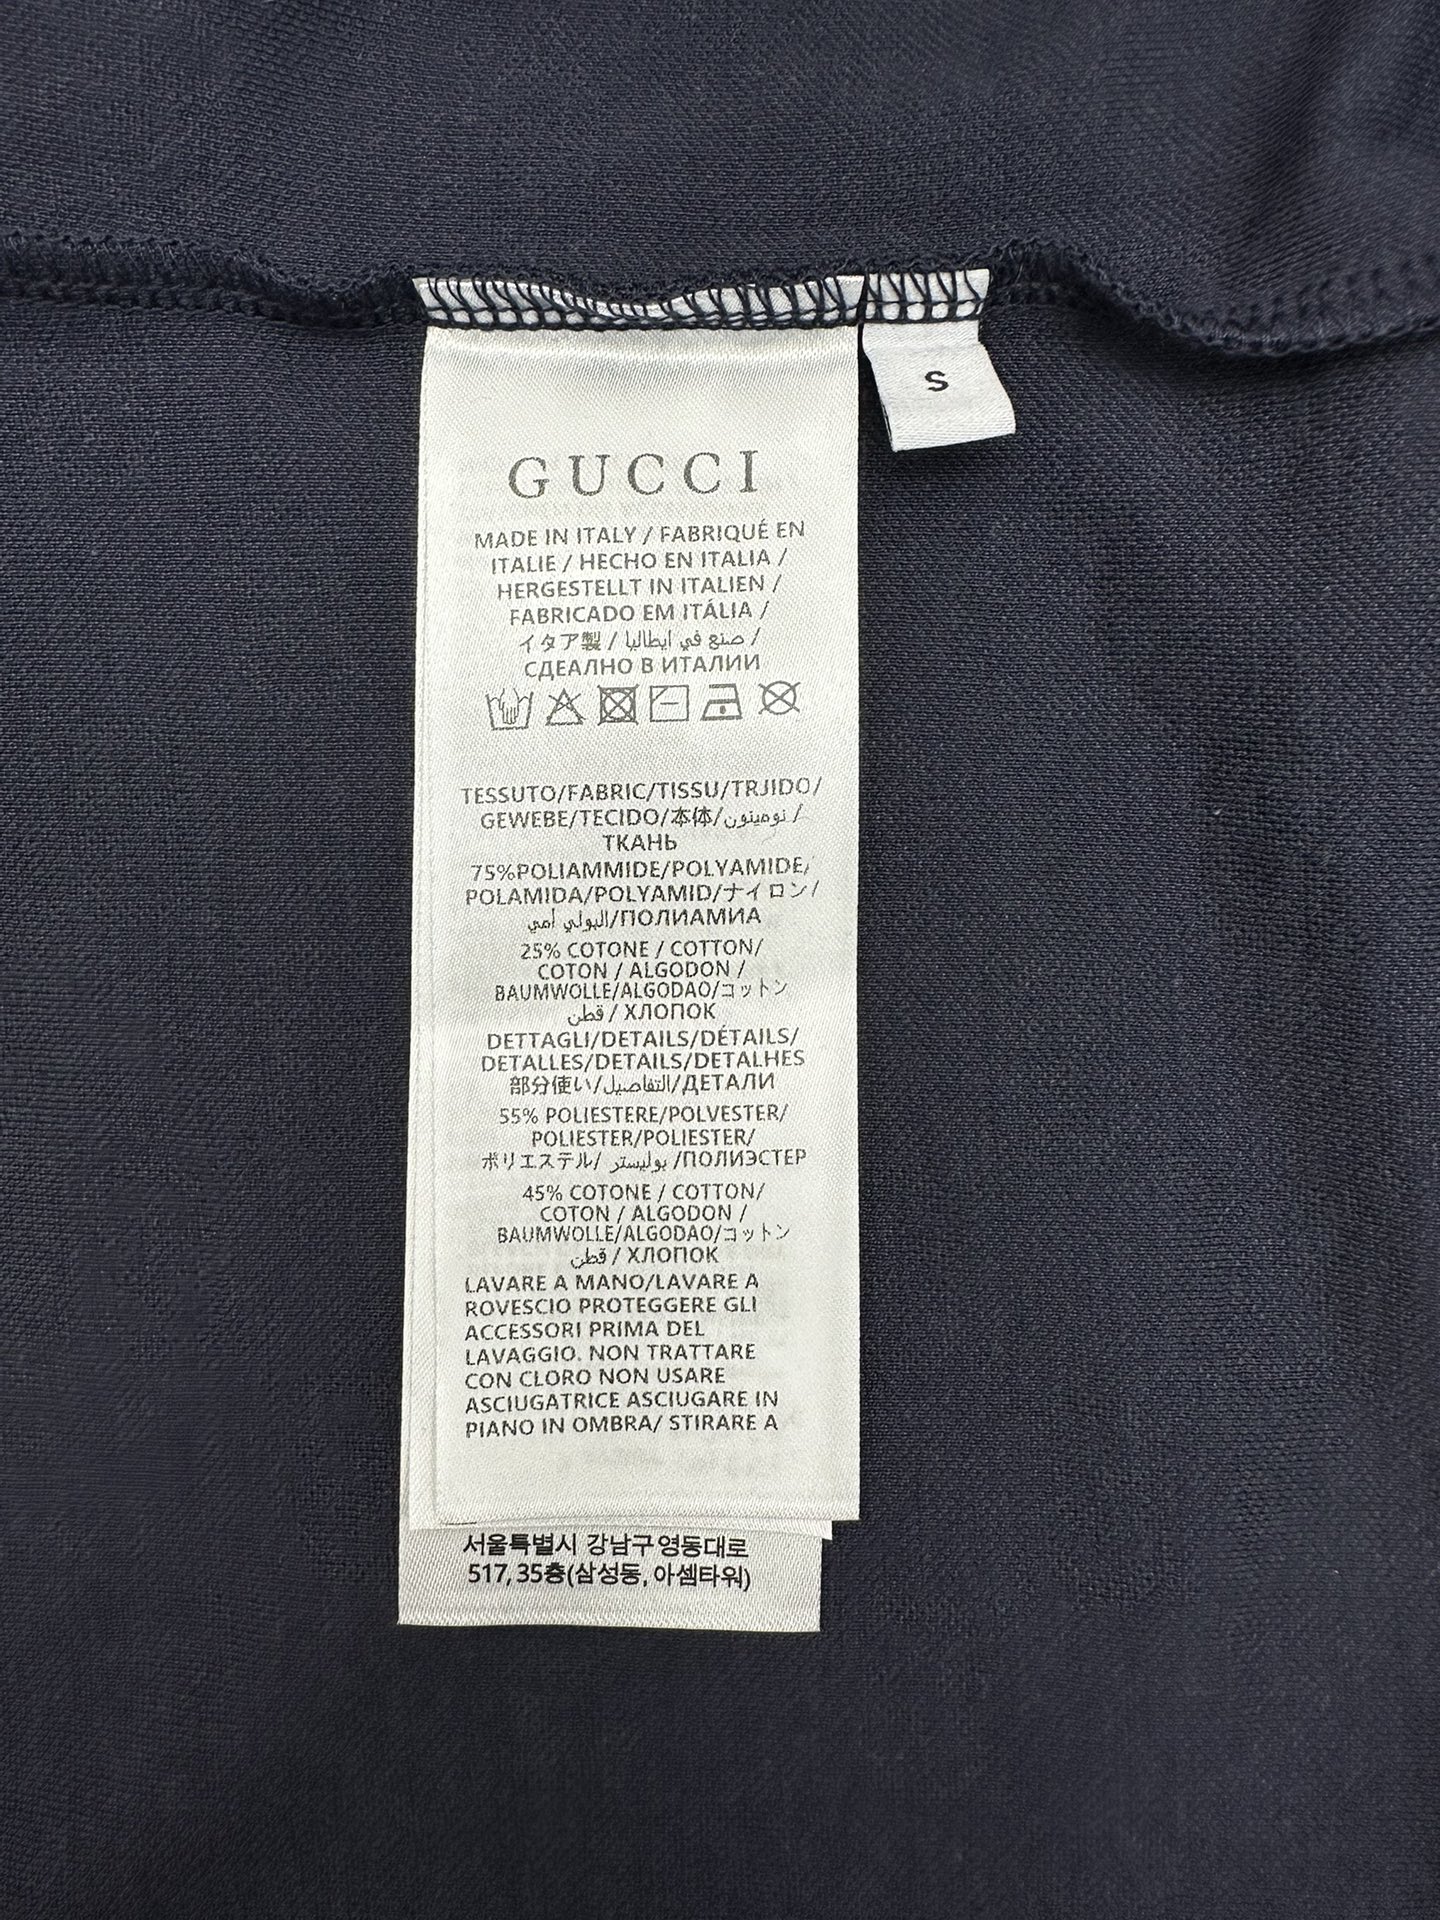 S
GUCCI
MADE IN ITALY / FABRIQUÉ EN
ITALIE / HECHO EN ITALIA /
HERGESTELLT IN ITALIEN /
FABRICADO EM ITÁLIA /
イタア製 / صنع في ايطاليا /
СДЕАЛНО В ИТАЛИИ
TESSUTO/FABRIC/TISSU/TRJIDO/
GEWEBE/TECIDO/本体/نومينون /
ТКАНЬ
75%POLIAMMIDE/POLYAMIDE/
POLAMIDA/POLYAMID/ナイロン/
البولي أمي/ПОЛИАМИА
25% COTONE / COTTON/
COTON / ALGODON /
BAUMWOLLE/ALGODAO/コットン
قطن / ХЛОПОК
DETTAGLI/DETAILS/DÉTAILS/
DETALLES/DETAILS/DETALHES
部分使い/التفاصيل/ДЕТАЛИ
55% POLIESTERE/POLVESTER/
POLIESTER/POLIESTER/
ポリエステル/ بوليستر /ПОЛИЭСТЕР
45% COTONE / COTTON/
COTON / ALGODON /
BAUMWOLLE/ALGODAO/コットン
قطن / ХЛОПОК
LAVARE A MANO/LAVARE A
ROVESCIO PROTEGGERE GLI
ACCESSORI PRIMA DEL
LAVAGGIO. NON TRATTARE
CON CLORO NON USARE
ASCIUGATRICE ASCIUGARE IN
PIANO IN OMBRA/ STIRARE A
서울특별시 강남구영동대로
517, 35층(삼성동, 아셈타워)